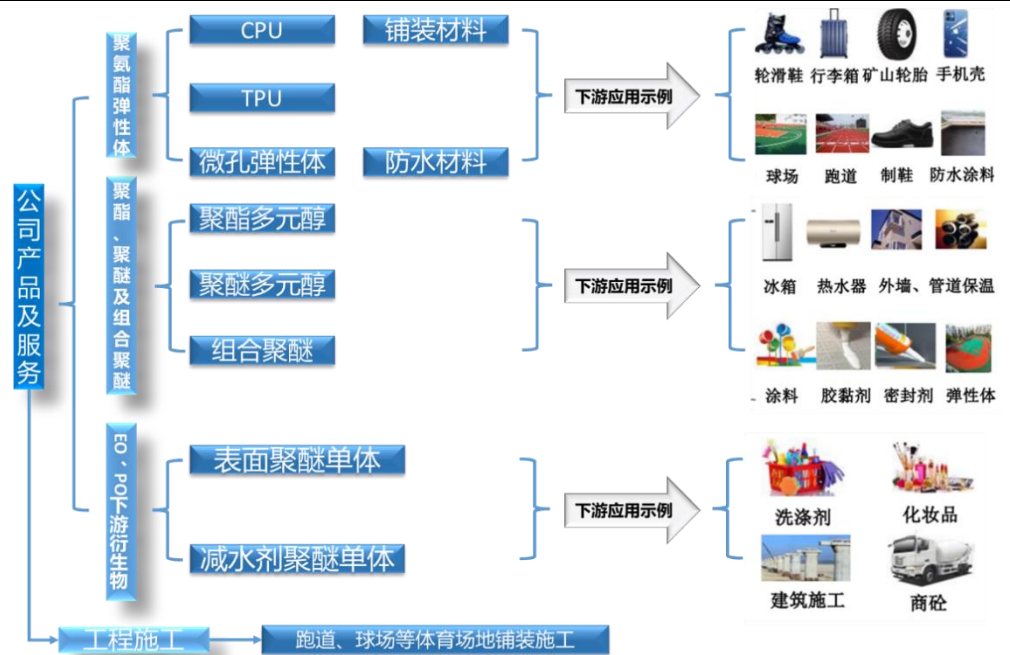 公司产品及服务
聚氨酯弹性体
CPU
铺装材料
TPU
微孔弹性体
防水材料
下游应用示例
轮滑鞋 行李箱 矿山轮胎 手机壳
球场 跑道 制鞋 防水涂料
聚酯、聚醚及组合聚醚
聚酯多元醇
聚醚多元醇
组合聚醚
下游应用示例
冰箱 热水器 外墙、管道保温
涂料 胶黏剂 密封剂 弹性体
EO、PO下游衍生物
表面聚醚单体
减水剂聚醚单体
下游应用示例
洗涤剂 化妆品
建筑施工 商砼
工程施工
跑道、球场等体育场地铺装施工